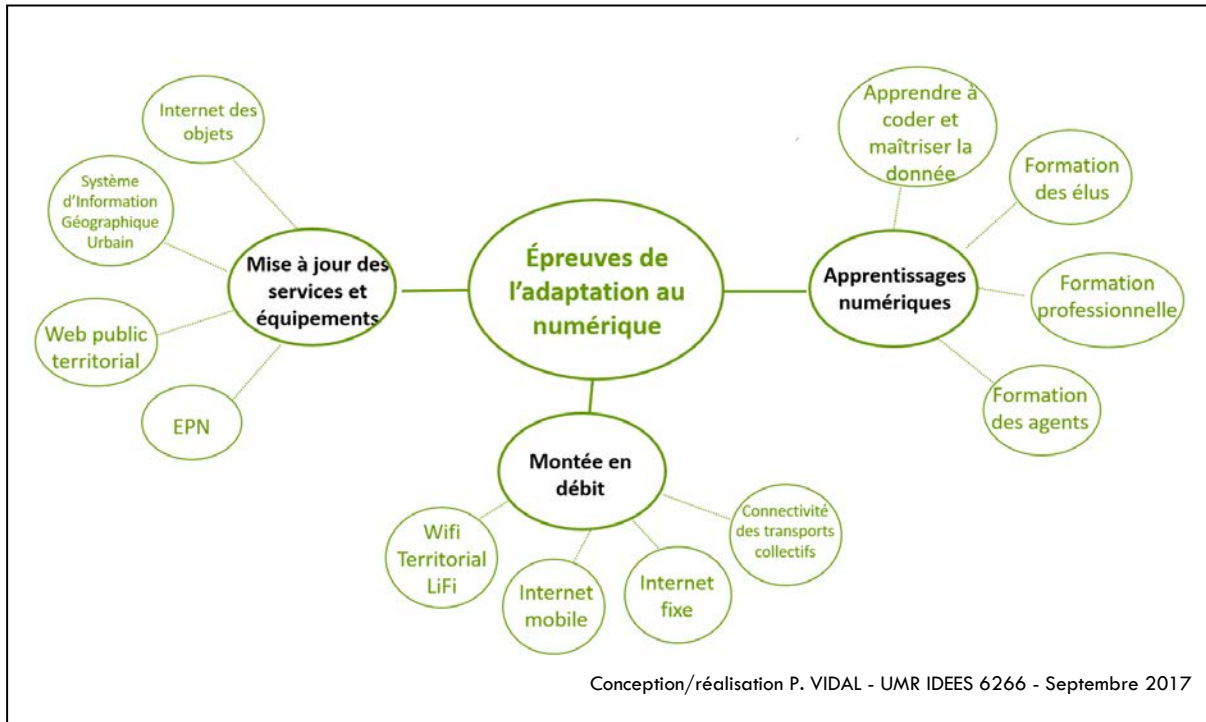 Épreuves de
l'adaptation au
numérique
Mise à jour des
services et
équipements
Internet des
objets
Système
d'Information
Géographique
Urbain
Web public
territorial
EPN
Apprentissages
numériques
Apprendre à
coder et
maîtriser la
donnée
Formation
des élus
Formation
professionnelle
Formation
des agents
Montée en
débit
Wifi
Territorial
LiFi
Internet
mobile
Internet
fixe
Connectivité
des transports
collectifs
Conception/réalisation P. VIDAL - UMR IDEES 6266 - Septembre 2017